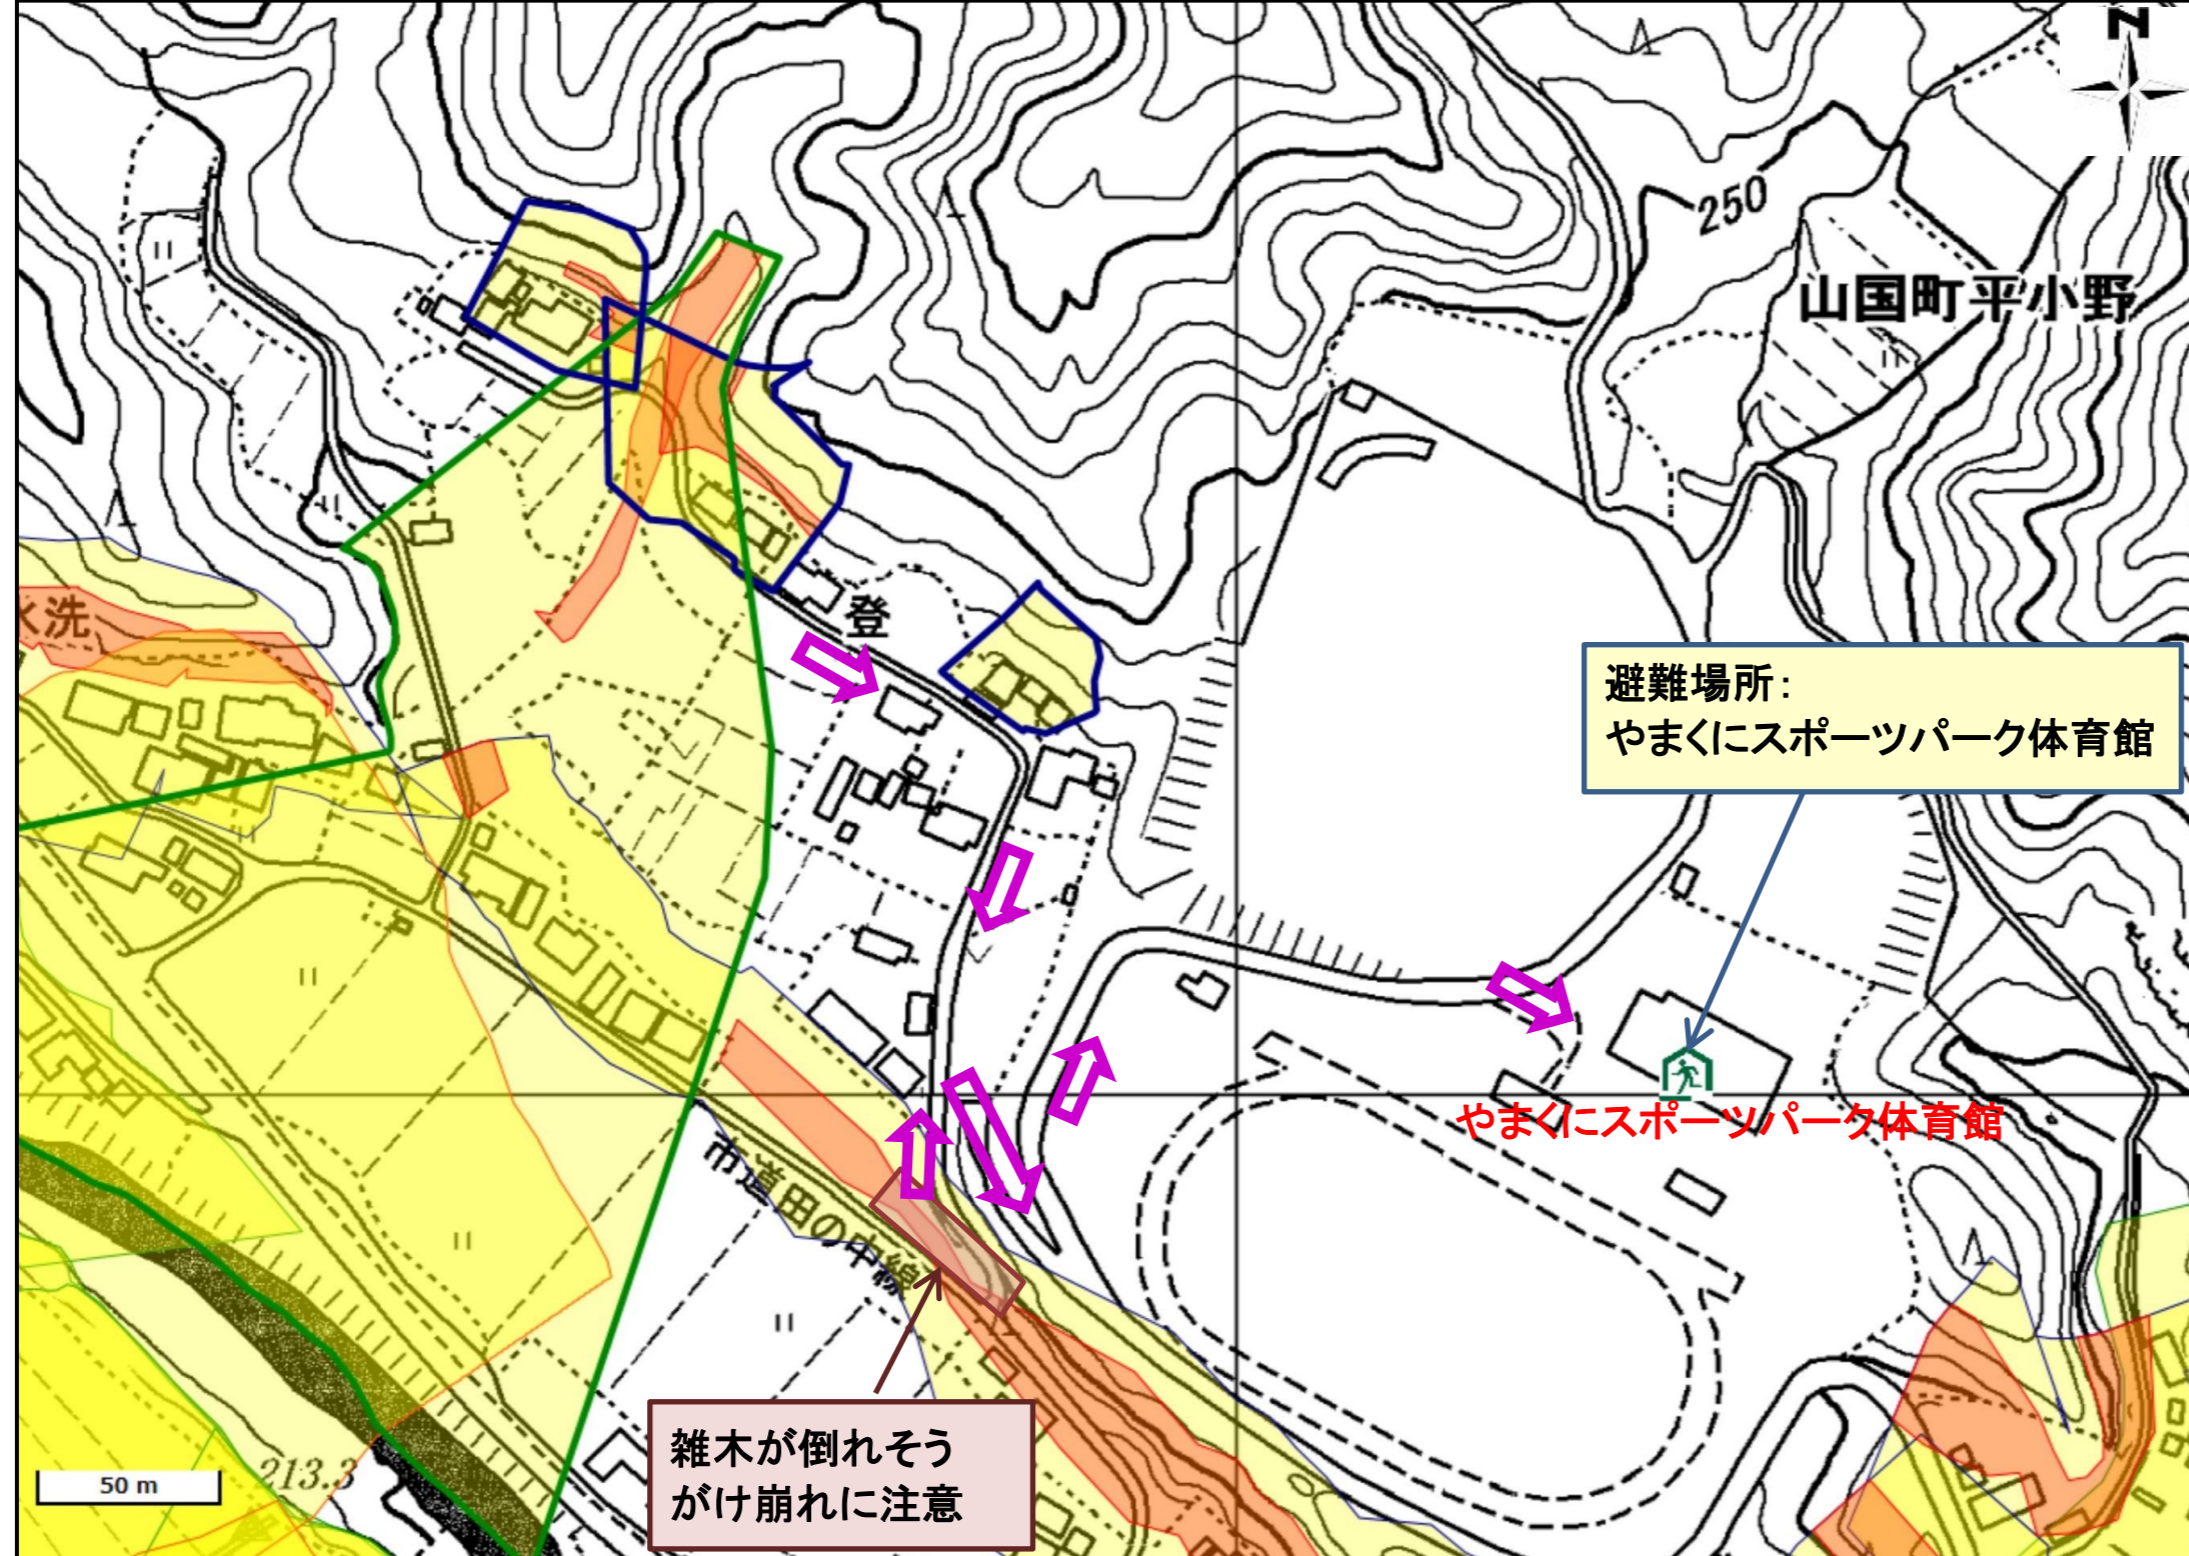 N
250
山国町平小野
水洗
登
避難場所：
やまくにスポーツパーク体育館
やまくにスポーツパーク体育館
市道田の中線
雑木が倒れそう
がけ崩れに注意
213.3
50 m